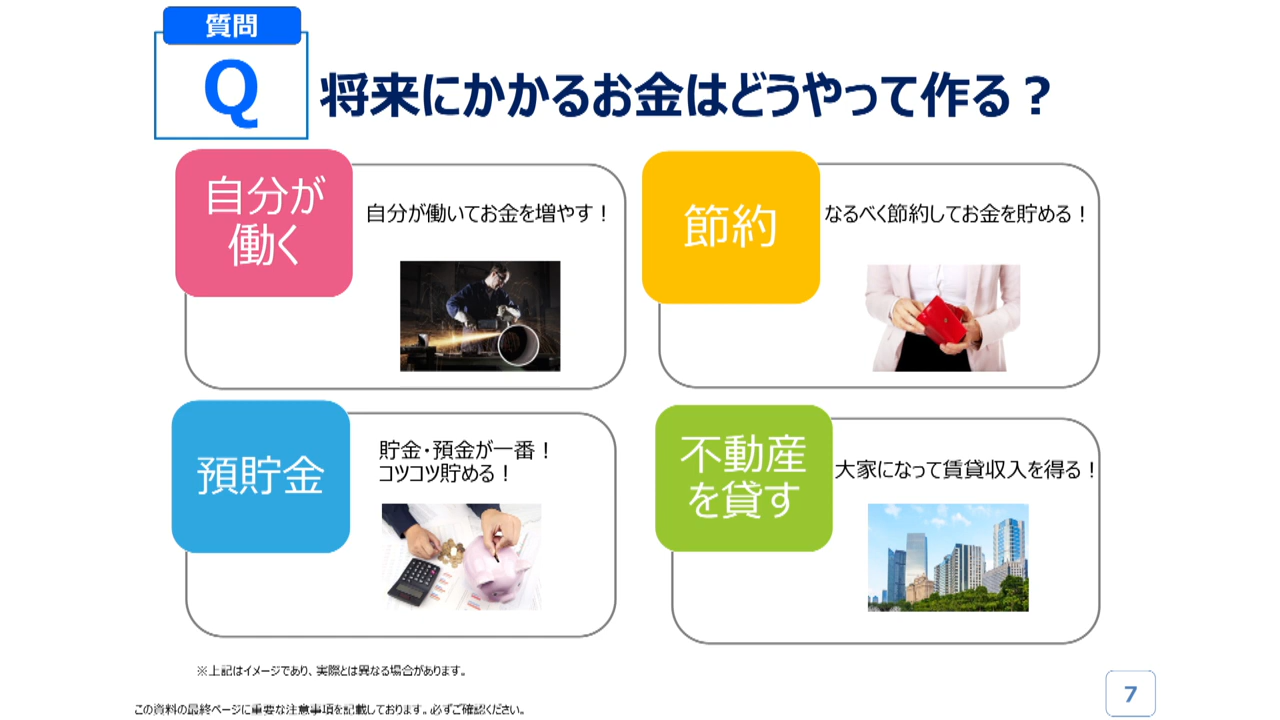 質問
Q
将来にかかるお金はどうやって作る？
自分が
働く
自分が働いてお金を増やす！
節約
なるべく節約してお金を貯める！
預貯金
貯金・預金が一番！
コツコツ貯める！
不動産
を貸す
大家になって賃貸収入を得る！
※上記はイメージであり、実際とは異なる場合があります。
この資料の最終ページに重要な注意事項を記載しております。必ずご確認ください。
7